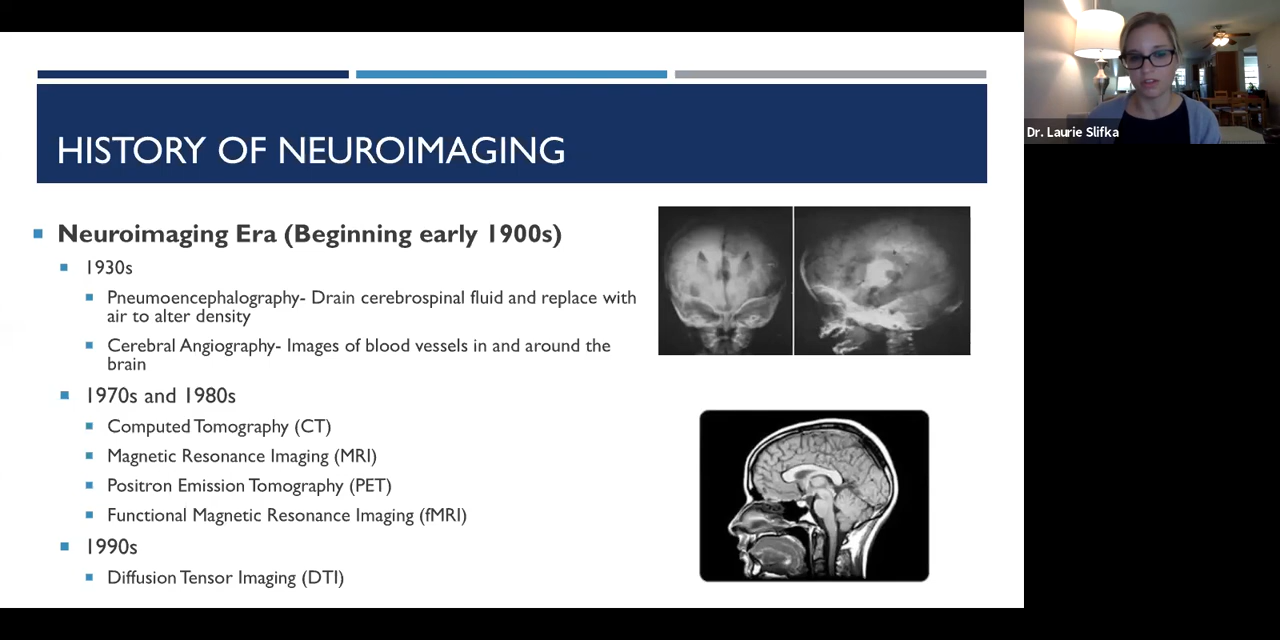 HISTORY OF NEUROIMAGING
Neuroimaging Era (Beginning early 1900s)
1930s
Pneumoencephalography- Drain cerebrospinal fluid and replace with
air to alter density
Cerebral Angiography- Images of blood vessels in and around the
brain
1970s and 1980s
Computed Tomography (CT)
Magnetic Resonance Imaging (MRI)
Positron Emission Tomography (PET)
Functional Magnetic Resonance Imaging (fMRI)
1990s
Diffusion Tensor Imaging (DTI)
Dr. Laurie Slifka